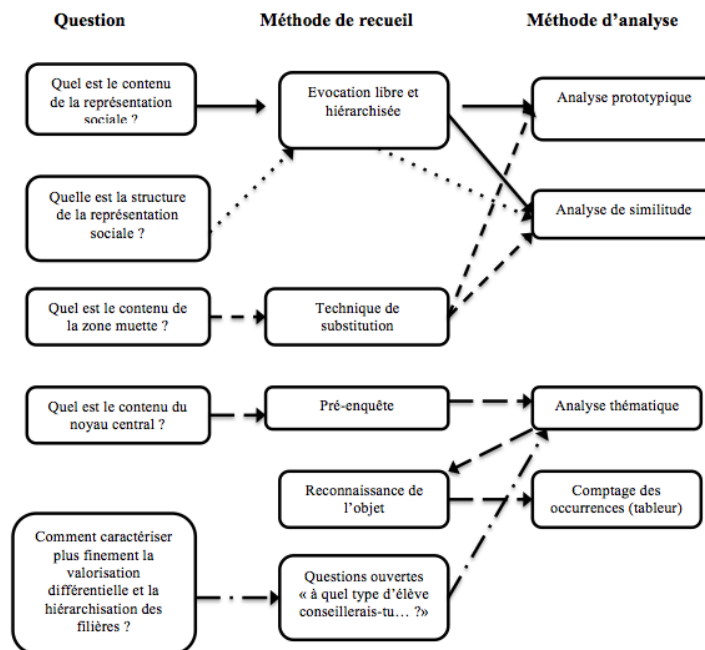 Question
Méthode de recueil
Méthode d'analyse
Quel est le contenu
de la représentation
sociale ?
Evocation libre et
hiérarchisée
Analyse prototypique
Quelle est la structure
de la représentation
sociale ?
Analyse de similitude
Quel est le contenu de
la zone muette ?
Technique de
substitution
Quel est le contenu du
noyau central ?
Pré-enquête
Analyse thématique
Reconnaissance de
l'objet
Comptage des
occurrences (tableur)
Comment caractériser
plus finement la
valorisation
différentielle et la
hiérarchisation des
filières ?
Questions ouvertes
« à quel type d'élève
conseillerais-tu… ?»